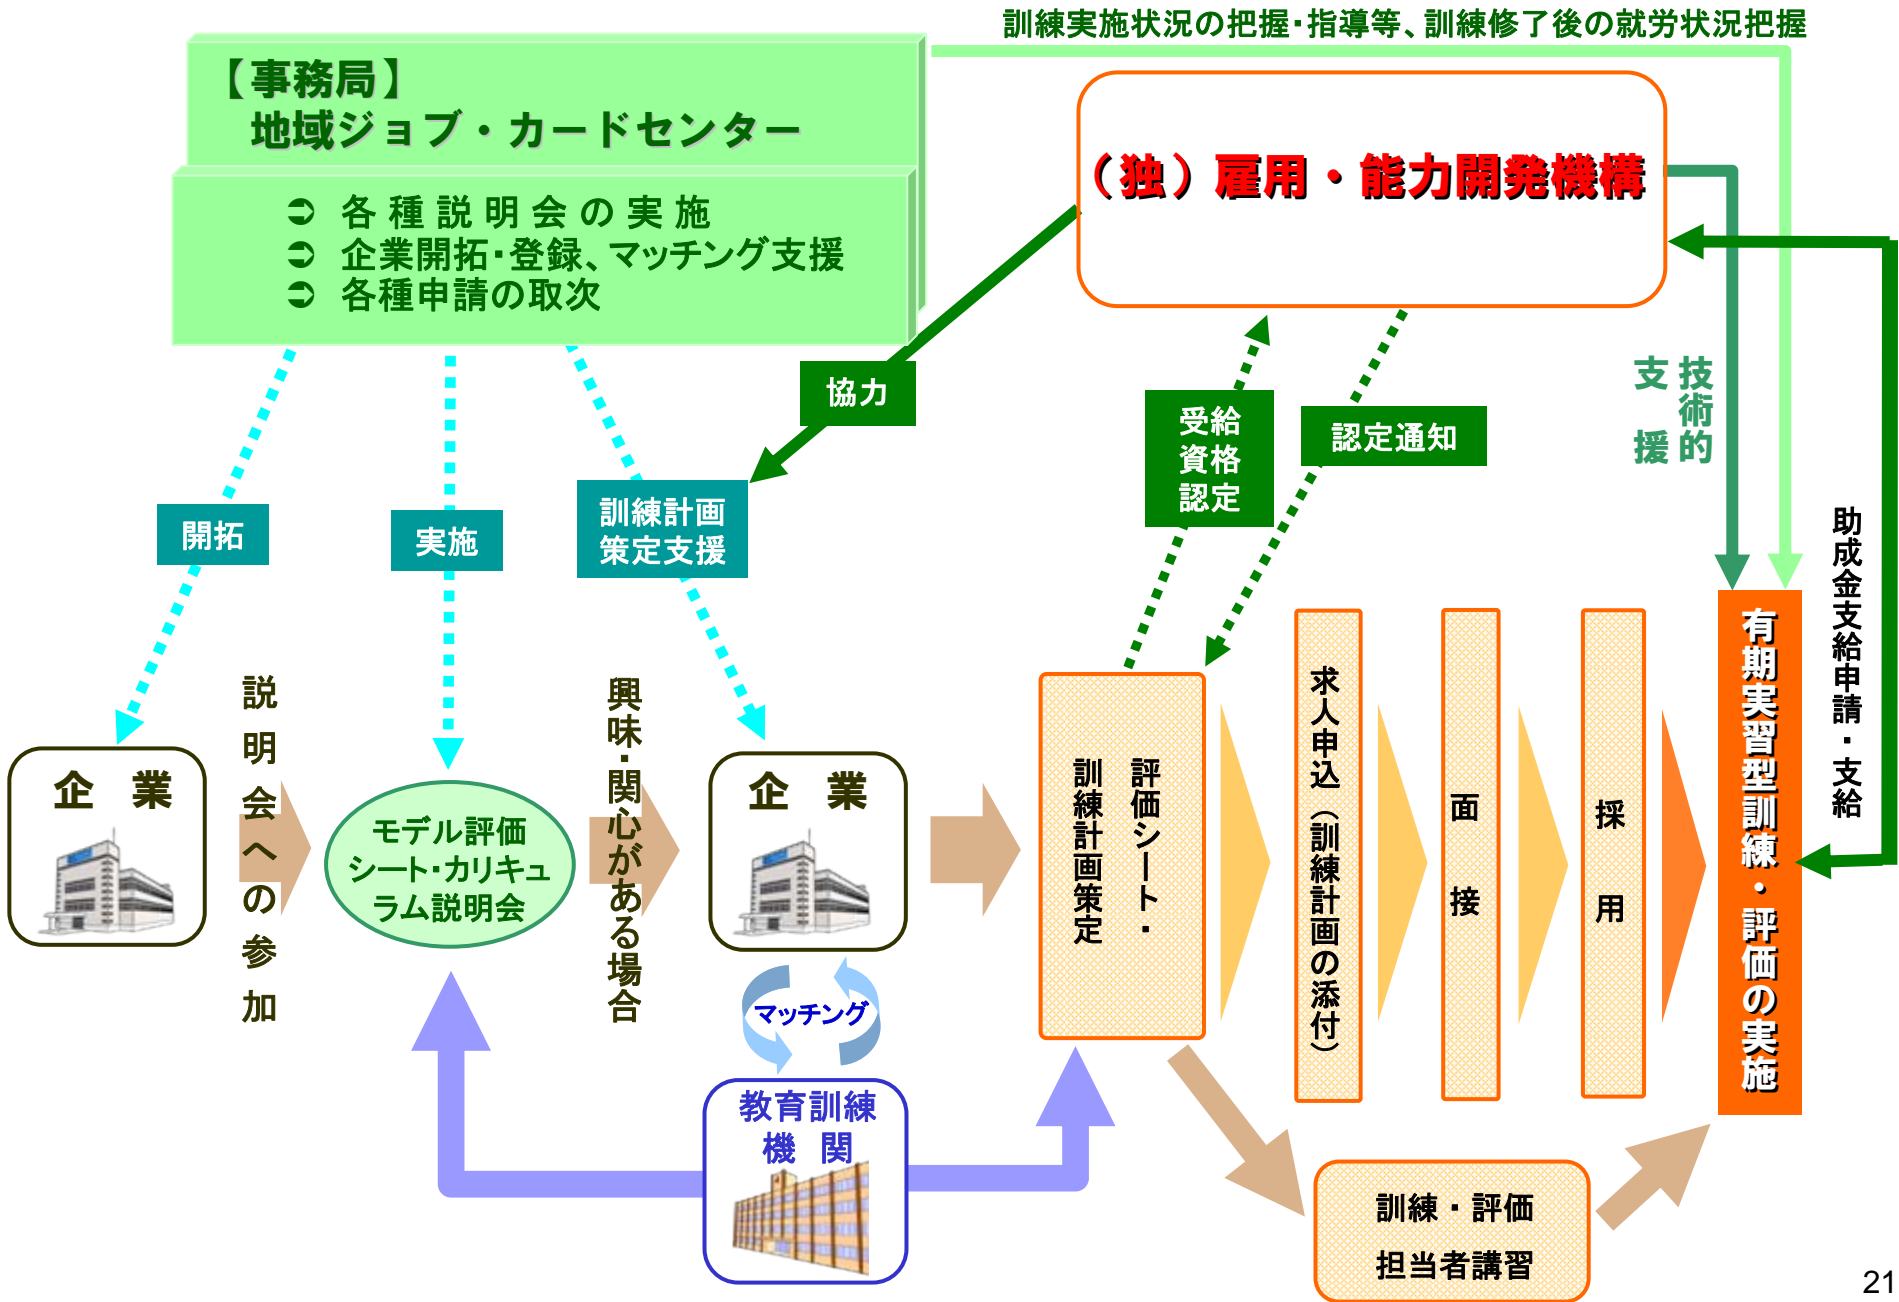 訓練実施状況の把握・指導等、訓練修了後の就労状況把握
【事務局】
地域ジョブ・カードセンター
➲ 各種説明会の実施
➲ 企業開拓・登録、マッチング支援
➲ 各種申請の取次
（独）雇用・能力開発機構
協力
受給
資格
認定
認定通知
技術的
支援
開拓
実施
訓練計画
策定支援
助成金支給申請・支給
企業
説明会への参加
モデル評価
シート・カリキュ
ラム説明会
興味・関心がある場合
企業
マッチング
教育訓練
機関
評価シート・
訓練計画策定
求人申込（訓練計画の添付）
面接
採用
有期実習型訓練・評価の実施
訓練・評価
担当者講習
21